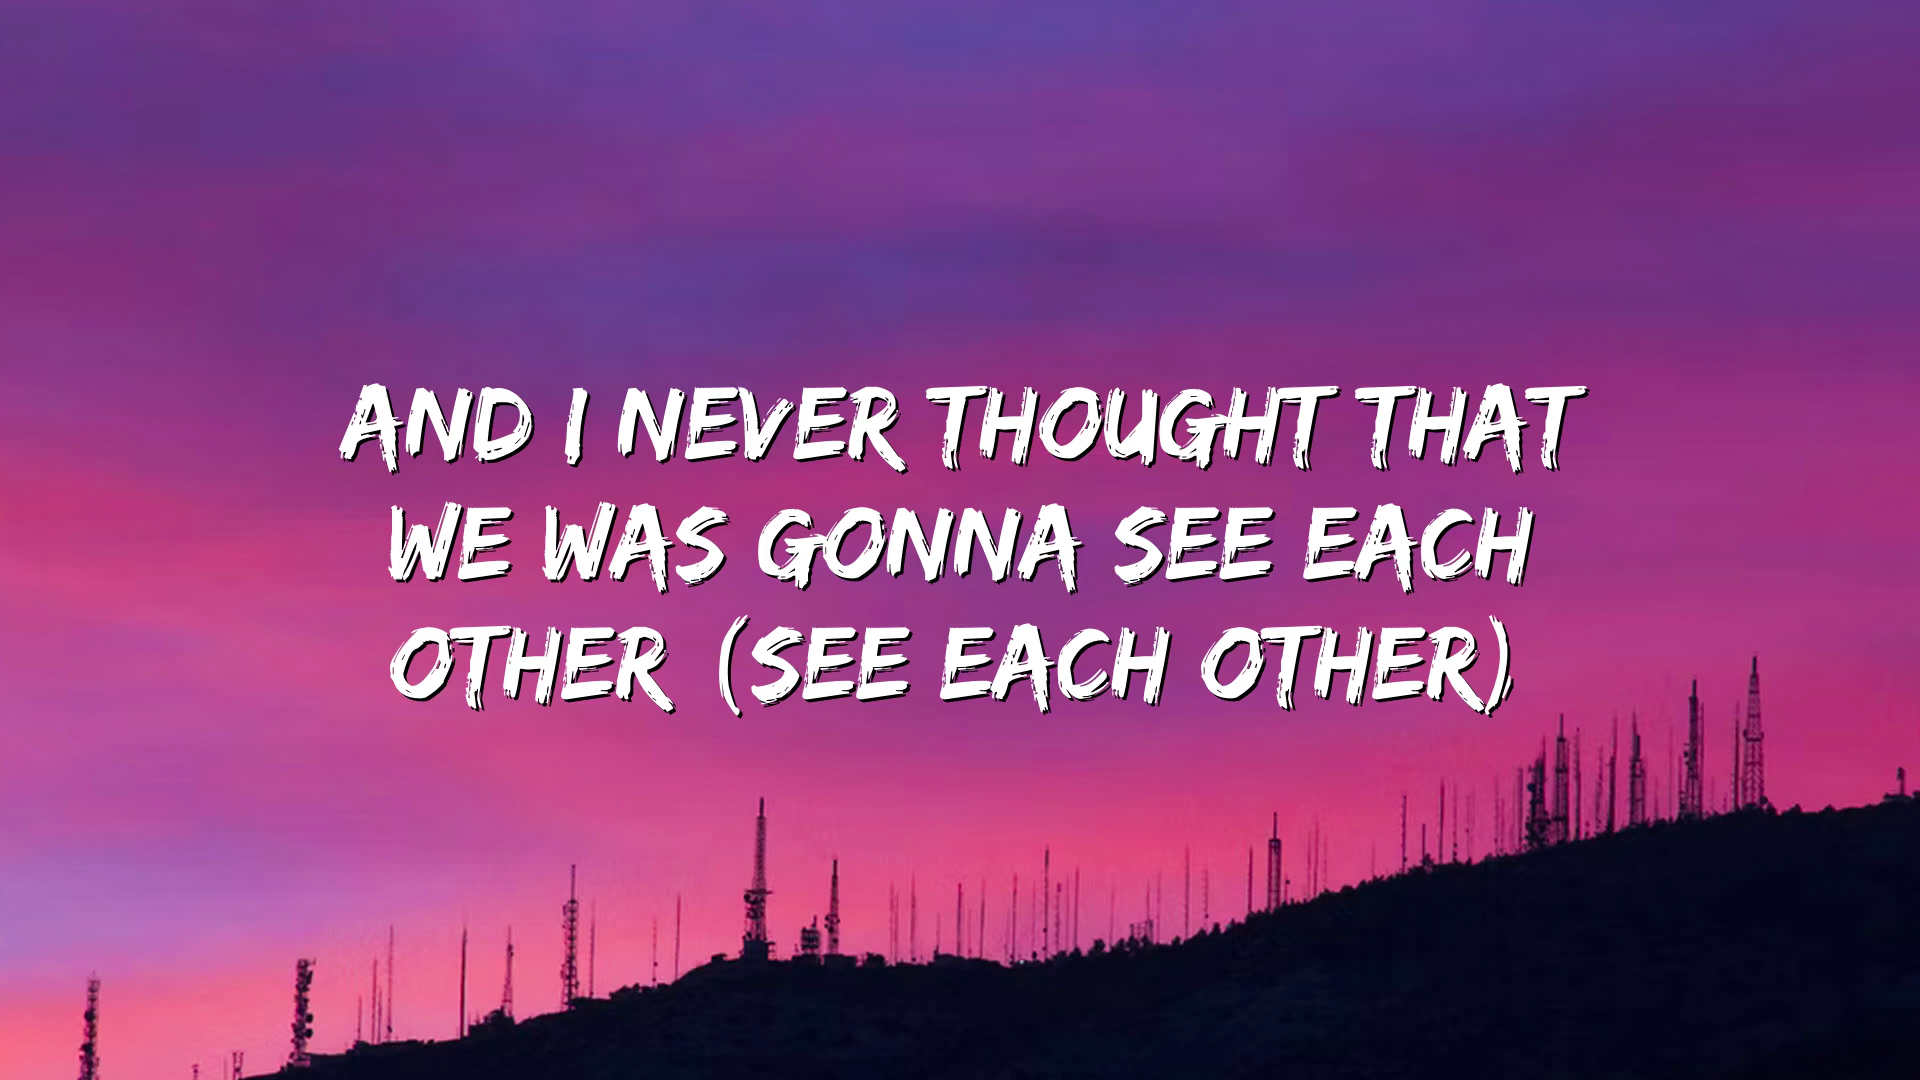 AND I NEVER THOUGHT THAT
WE WAS GONNA SEE EACH
OTHER (SEE EACH OTHER)